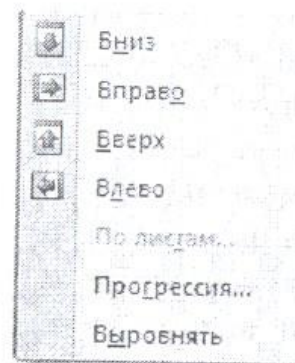 Вниз
Вправо
Вверх
Влево
По листам...
Прогрессия...
Выровнять